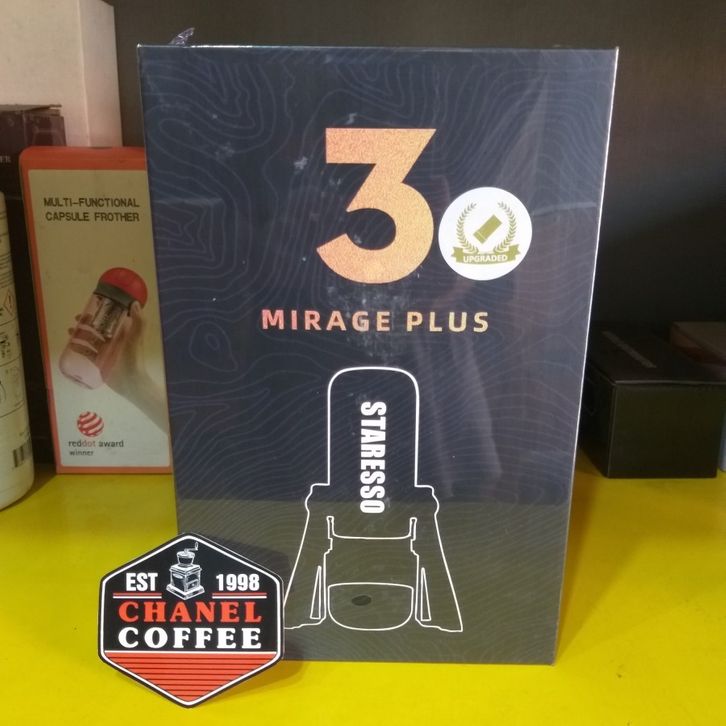 MULTI-FUNCTIONAL
CAPSULE FROTHER
reddot award
winner
3
UPGRADED
MIRAGE PLUS
STARESSO
EST 1998
CHANEL
COFFEE